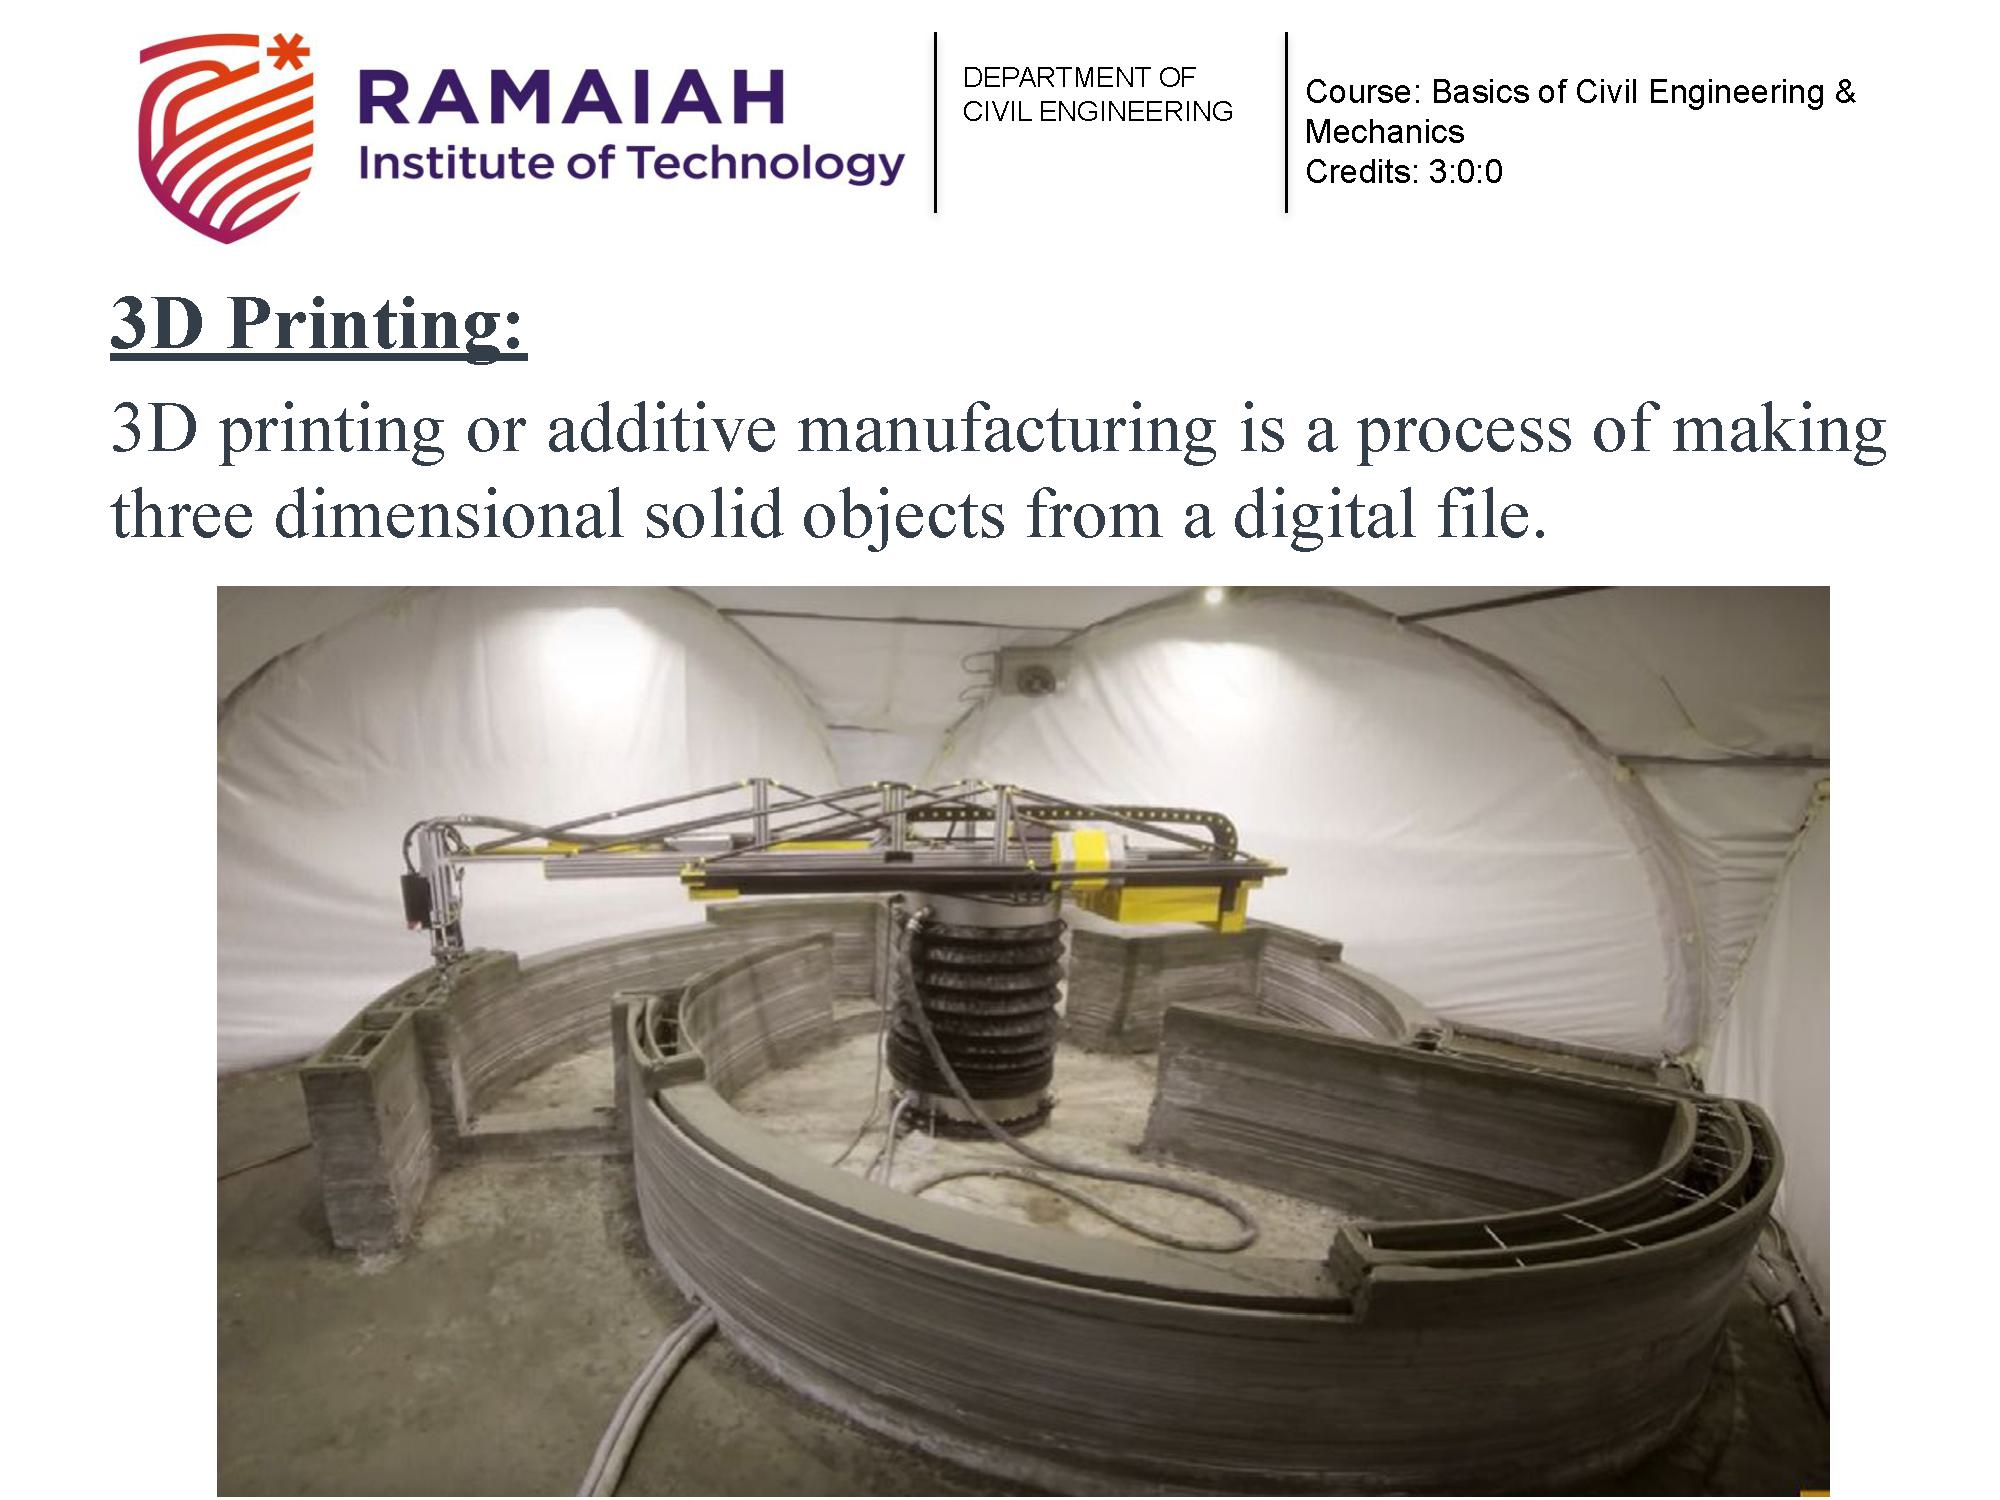 RAMAIAH
Institute of Technology
DEPARTMENT OF
CIVIL ENGINEERING
Course: Basics of Civil Engineering &
Mechanics
Credits: 3:0:0
3D Printing:
3D printing or additive manufacturing is a process of making
three dimensional solid objects from a digital file.